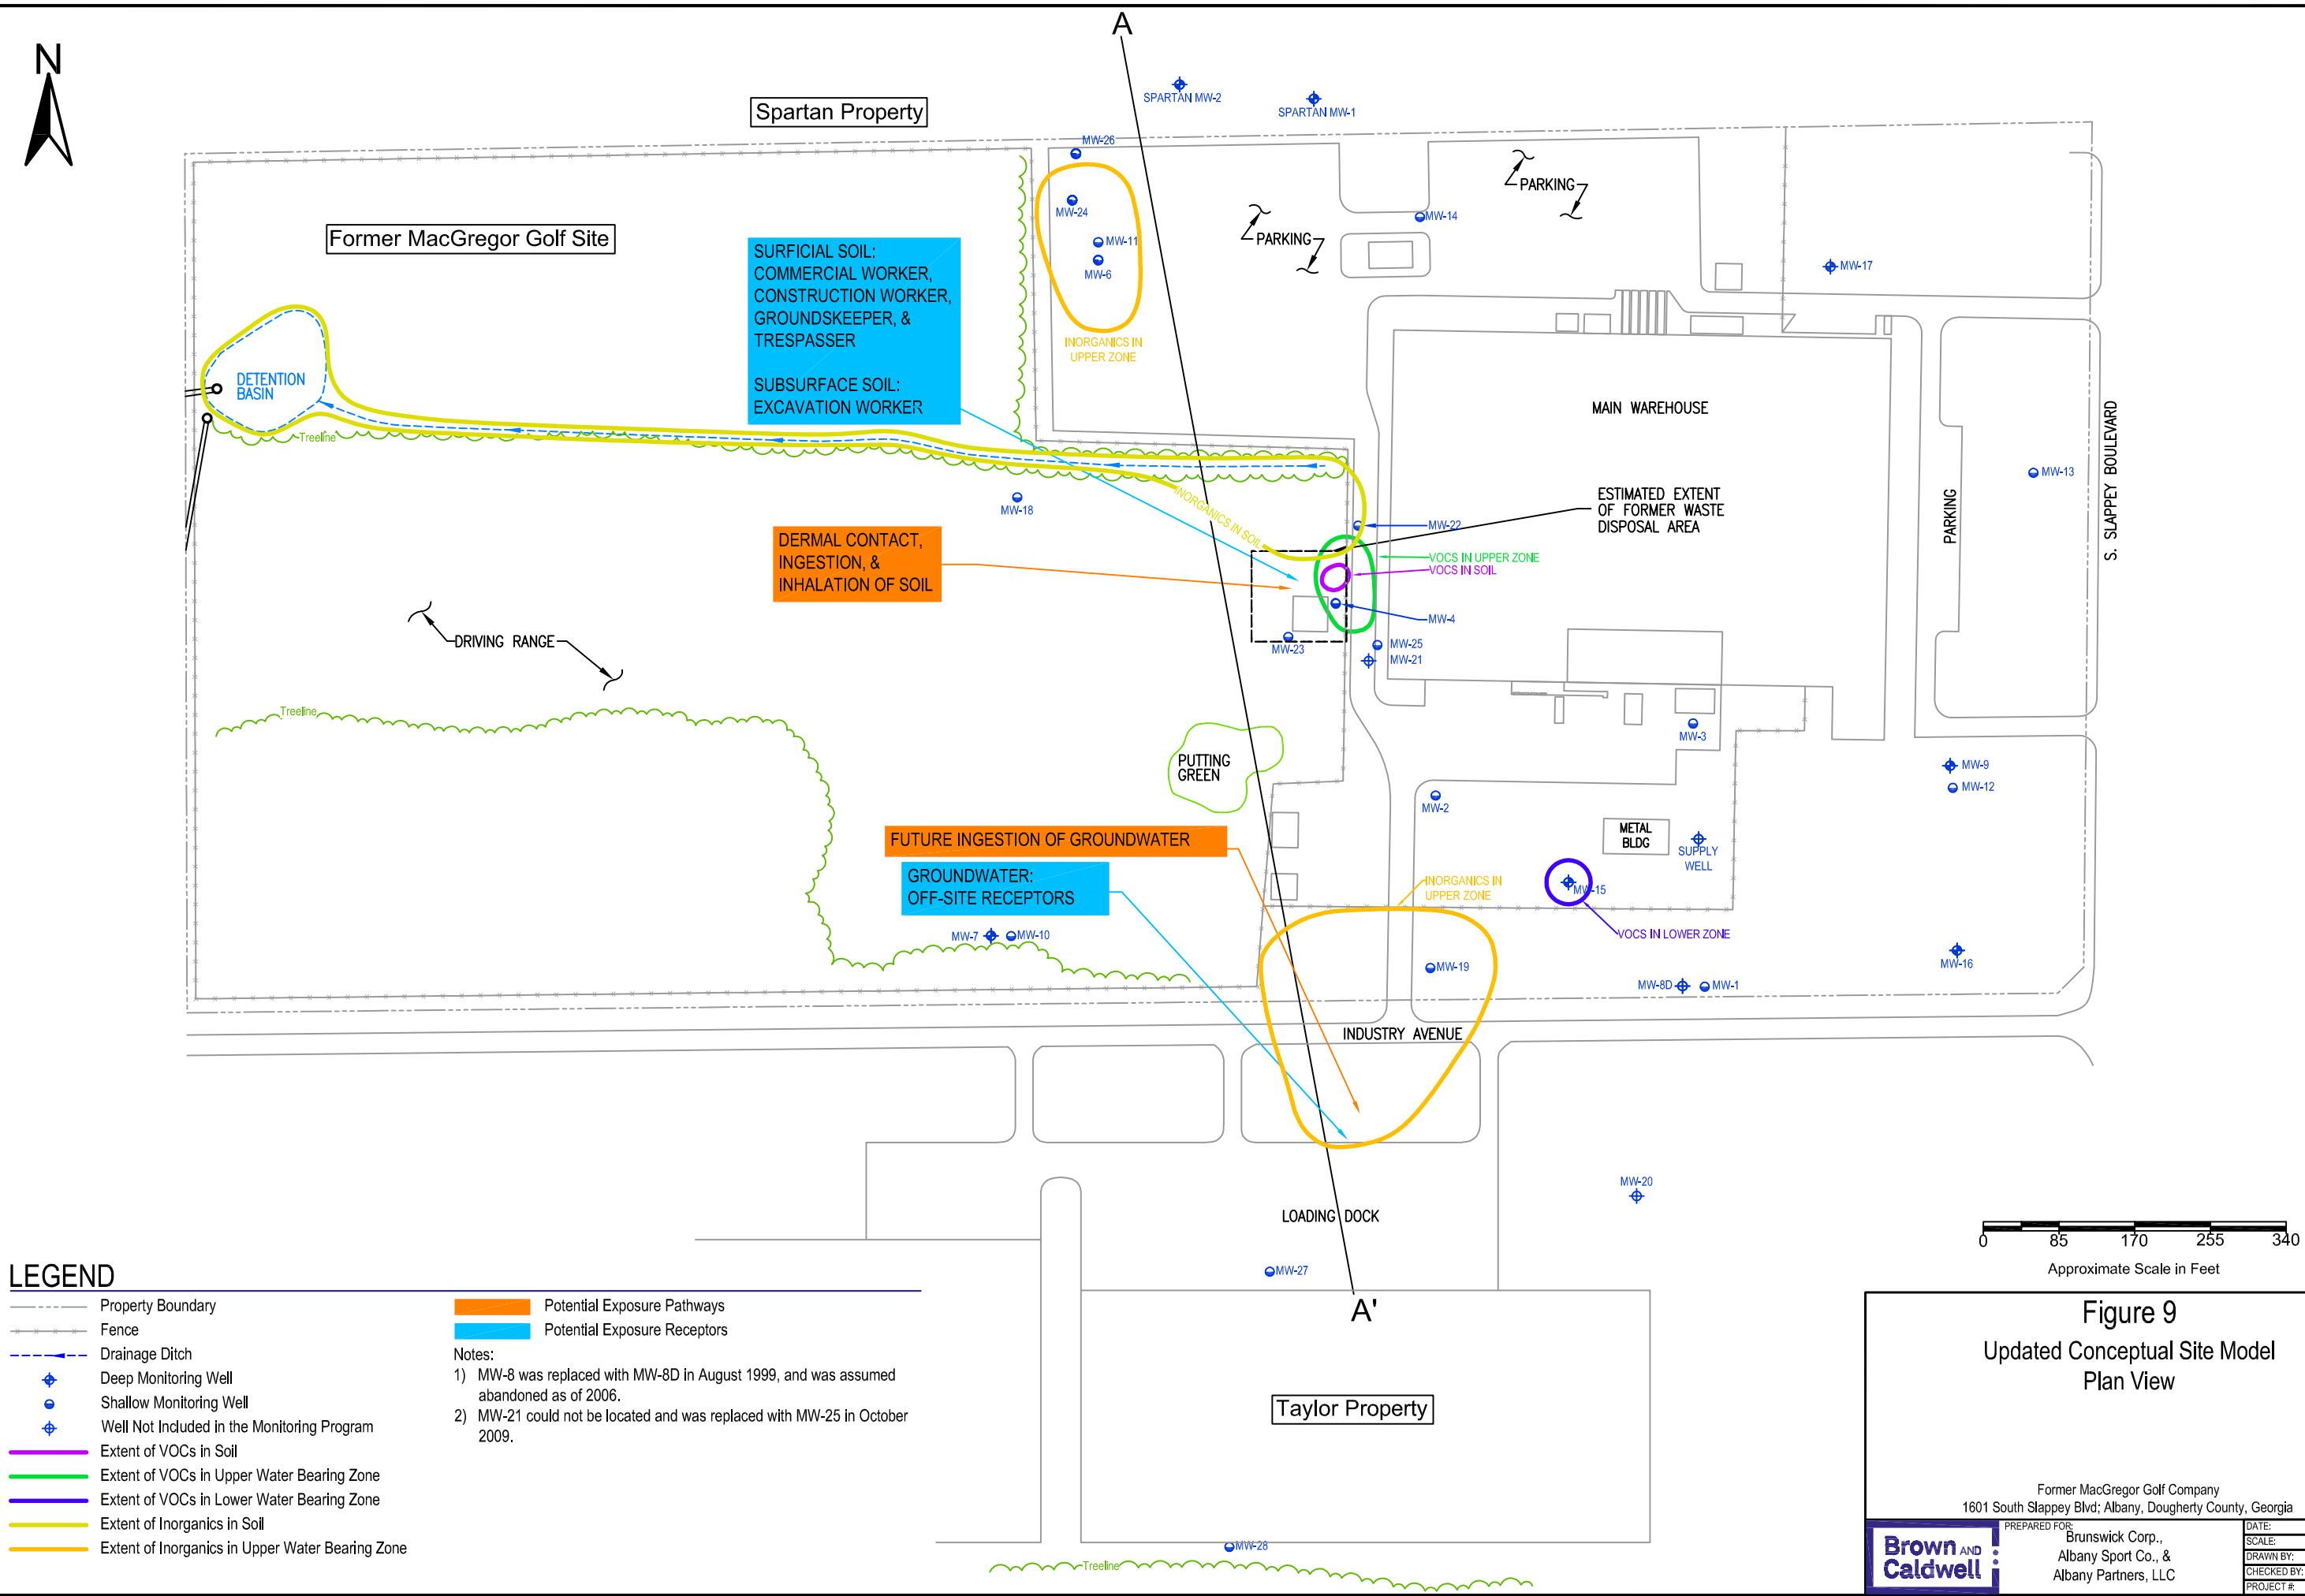 A
N
SPARTAN MW-2
SPARTAN MW-1
Spartan Property
MW-26
PARKING
MW-24
MW-14
Former MacGregor Golf Site
PARKING
MW-11
MW-6
MW-17
SURFICIAL SOIL:
COMMERCIAL WORKER,
CONSTRUCTION WORKER,
GROUNDSKEEPER, &
TRESPASSER
SUBSURFACE SOIL:
EXCAVATION WORKER
INORGANICS IN
UPPER ZONE
DETENTION
BASIN
MAIN WAREHOUSE
Treeline
S. SLAPPEY BOULEVARD
MW-13
PARKING
ESTIMATED EXTENT
OF FORMER WASTE
DISPOSAL AREA
INORGANICS IN SOIL
MW-18
MW-22
DERMAL CONTACT,
INGESTION, &
INHALATION OF SOIL
VOCS IN UPPER ZONE
VOCS IN SOIL
MW-4
DRIVING RANGE
MW-23
MW-25
MW-21
Treeline
MW-3
PUTTING
GREEN
MW-9
MW-12
MW-2
METAL
BLDG
SUPPLY
WELL
FUTURE INGESTION OF GROUNDWATER
GROUNDWATER:
OFF-SITE RECEPTORS
INORGANICS IN
UPPER ZONE
MW-15
VOCS IN LOWER ZONE
MW-7
MW-10
MW-19
MW-16
MW-8D
MW-1
INDUSTRY AVENUE
MW-20
LOADING DOCK
0 85 170 255 340
Approximate Scale in Feet
MW-27
A'
Taylor Property
MW-28
Treeline
LEGEND
Property Boundary
Fence
Drainage Ditch
Deep Monitoring Well
Shallow Monitoring Well
Well Not Included in the Monitoring Program
Extent of VOCs in Soil
Extent of VOCs in Upper Water Bearing Zone
Extent of VOCs in Lower Water Bearing Zone
Extent of Inorganics in Soil
Extent of Inorganics in Upper Water Bearing Zone
Potential Exposure Pathways
Potential Exposure Receptors
Notes:
1) MW-8 was replaced with MW-8D in August 1999, and was assumed
abandoned as of 2006.
2) MW-21 could not be located and was replaced with MW-25 in October
2009.
Figure 9
Updated Conceptual Site Model
Plan View
Former MacGregor Golf Company
1601 South Slappey Blvd; Albany, Dougherty County, Georgia
Brown AND
Caldwell
PREPARED FOR:
Brunswick Corp.,
Albany Sport Co., &
Albany Partners, LLC
DATE:
SCALE:
DRAWN BY:
CHECKED BY:
PROJECT #: